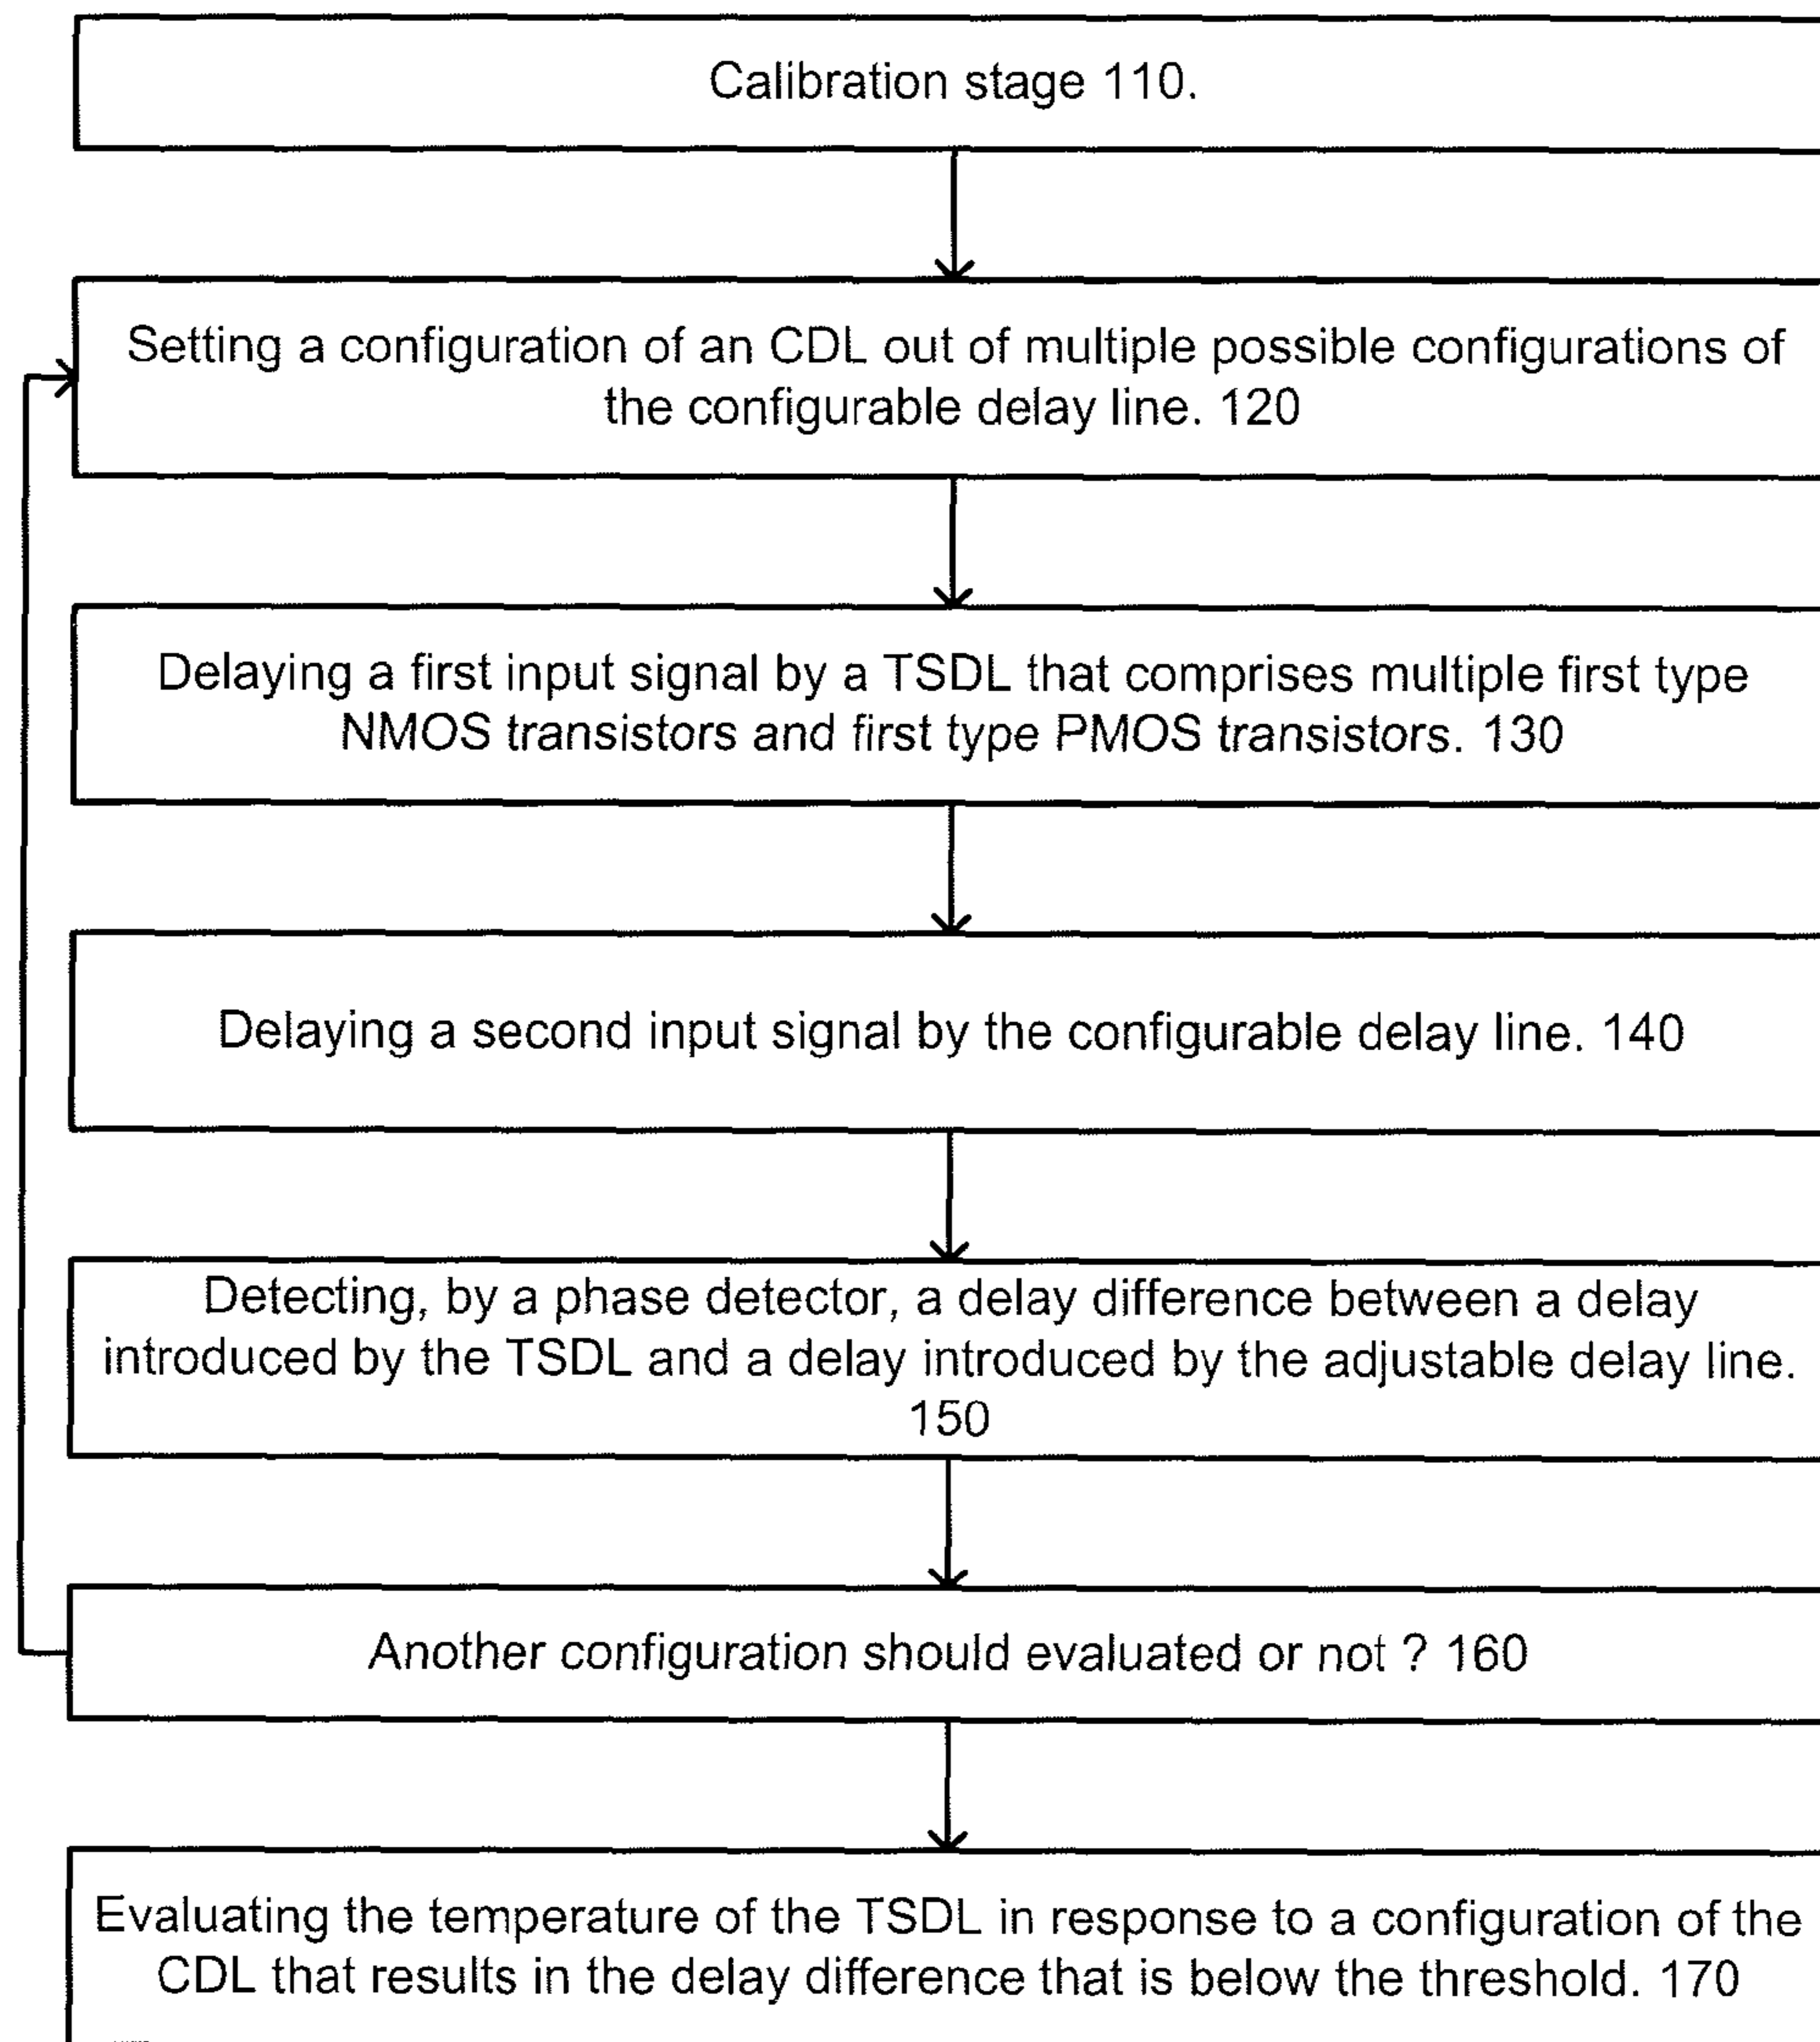 Calibration stage 110.
Setting a configuration of an CDL out of multiple possible configurations of
the configurable delay line. 120
Delaying a first input signal by a TSDL that comprises multiple first type
NMOS transistors and first type PMOS transistors. 130
Delaying a second input signal by the configurable delay line. 140
Detecting, by a phase detector, a delay difference between a delay
introduced by the TSDL and a delay introduced by the adjustable delay line.
150
Another configuration should evaluated or not ? 160
Evaluating the temperature of the TSDL in response to a configuration of the
CDL that results in the delay difference that is below the threshold. 170